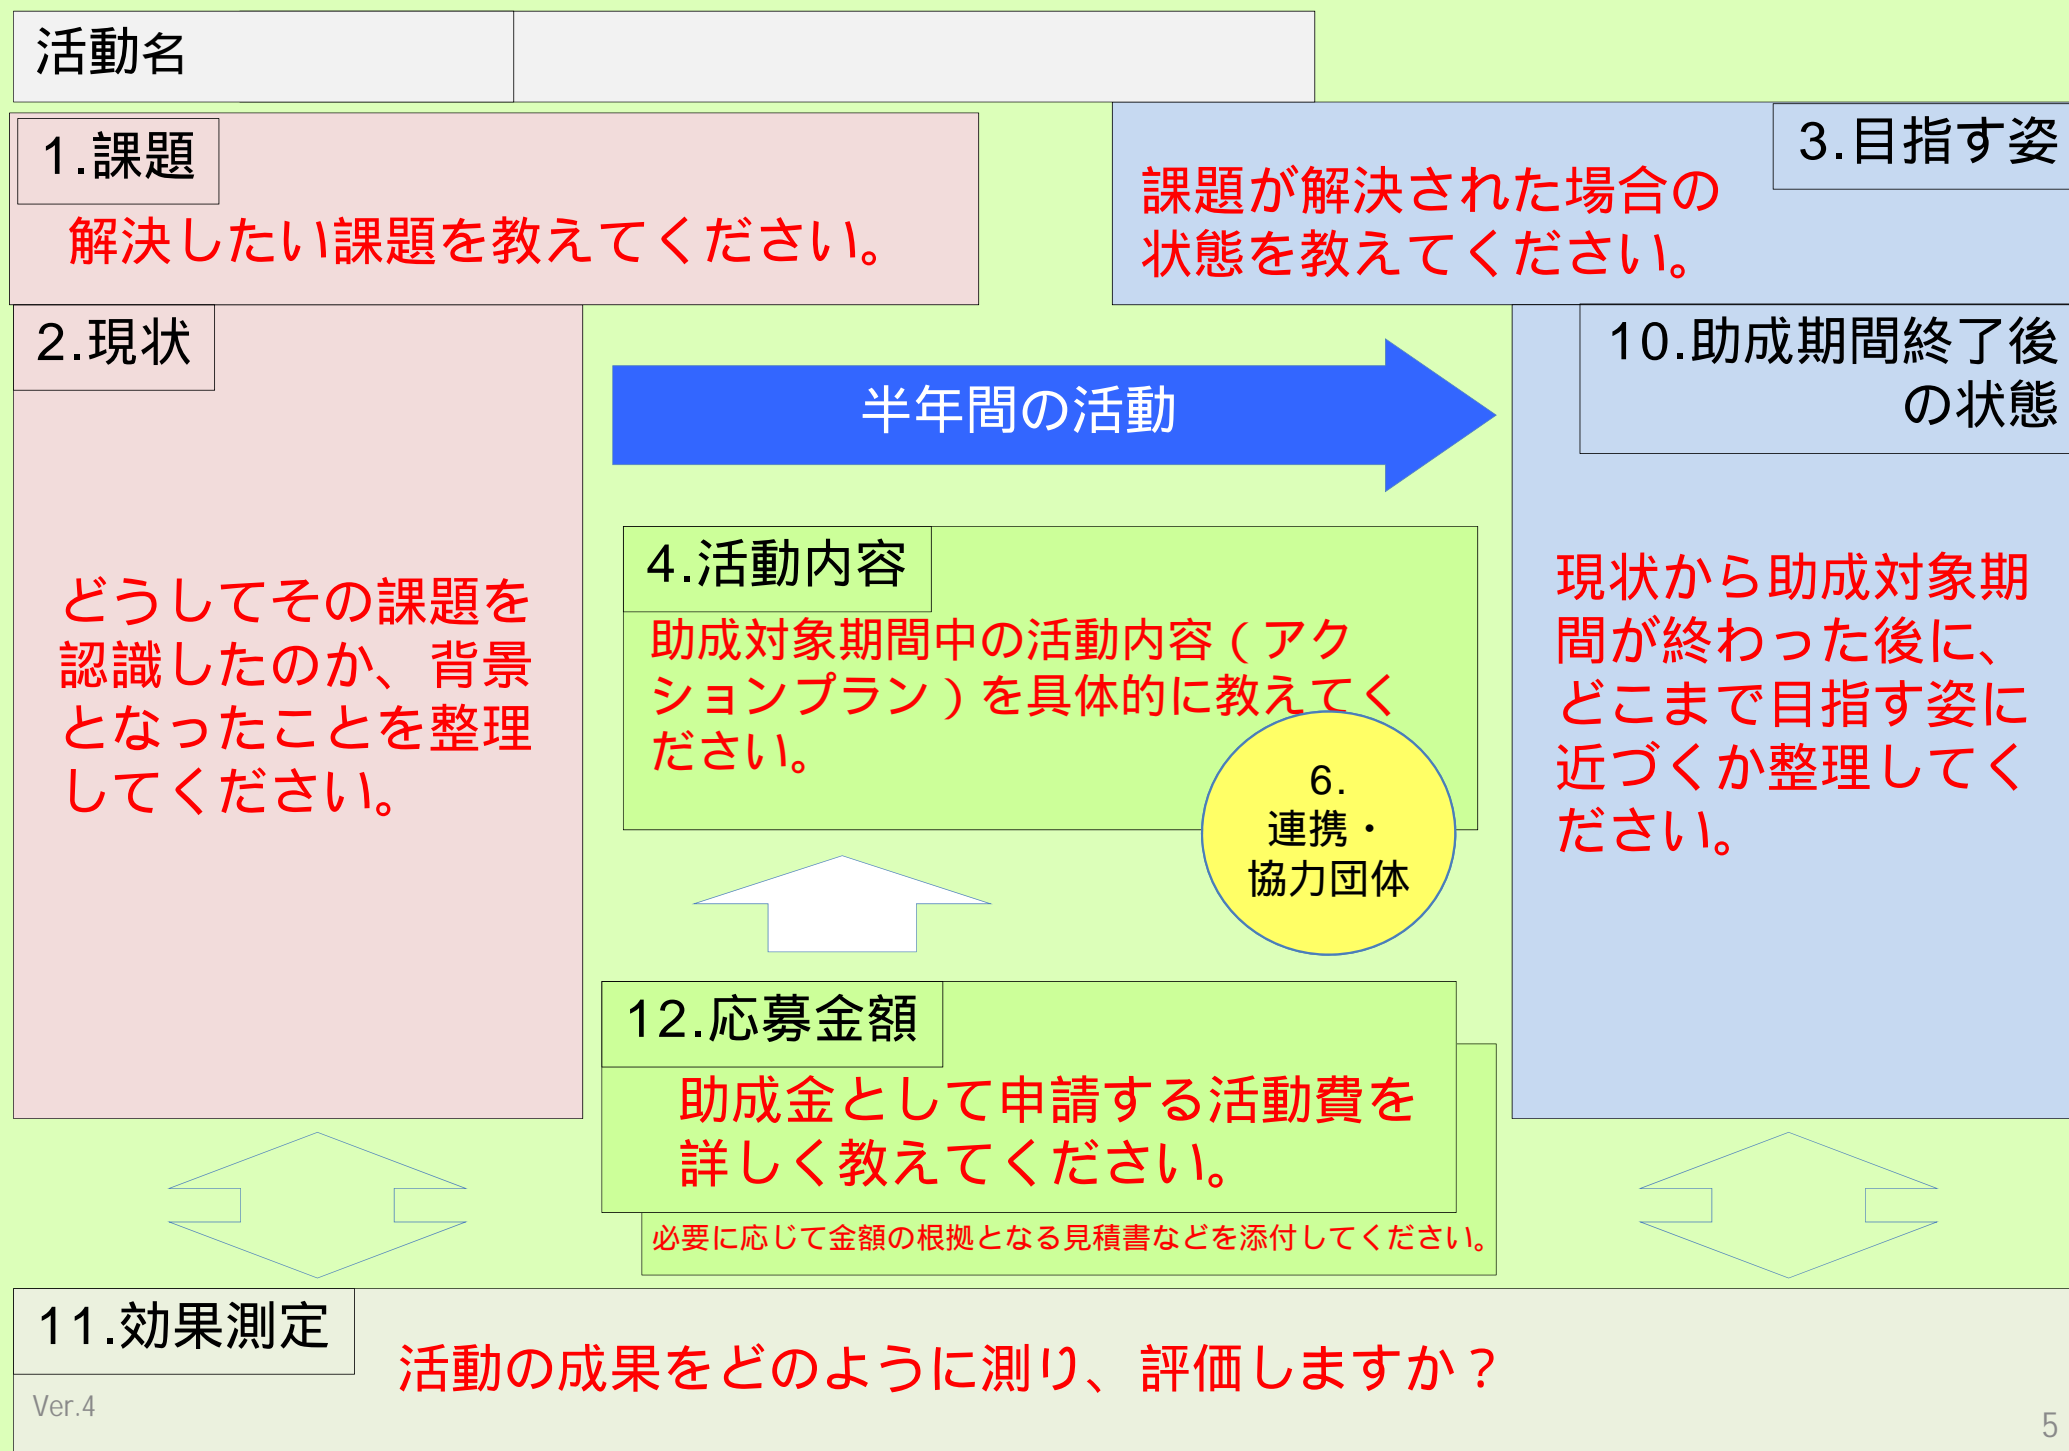 活動名
1.課題
解決したい課題を教えてください。
3.目指す姿
課題が解決された場合の
状態を教えてください。
2.現状
どうしてその課題を
認識したのか、背景
となったことを整理
してください。
半年間の活動
4.活動内容
助成対象期間中の活動内容（アク
ションプラン）を具体的に教えてく
ださい。
6.
連携・
協力団体
12.応募金額
助成金として申請する活動費を
詳しく教えてください。
必要に応じて金額の根拠となる見積書などを添付してください。
10.助成期間終了後
の状態
現状から助成対象期
間が終わった後に、
どこまで目指す姿に
近づくか整理してく
ださい。
11.効果測定
活動の成果をどのように測り、評価しますか？
Ver.4
5